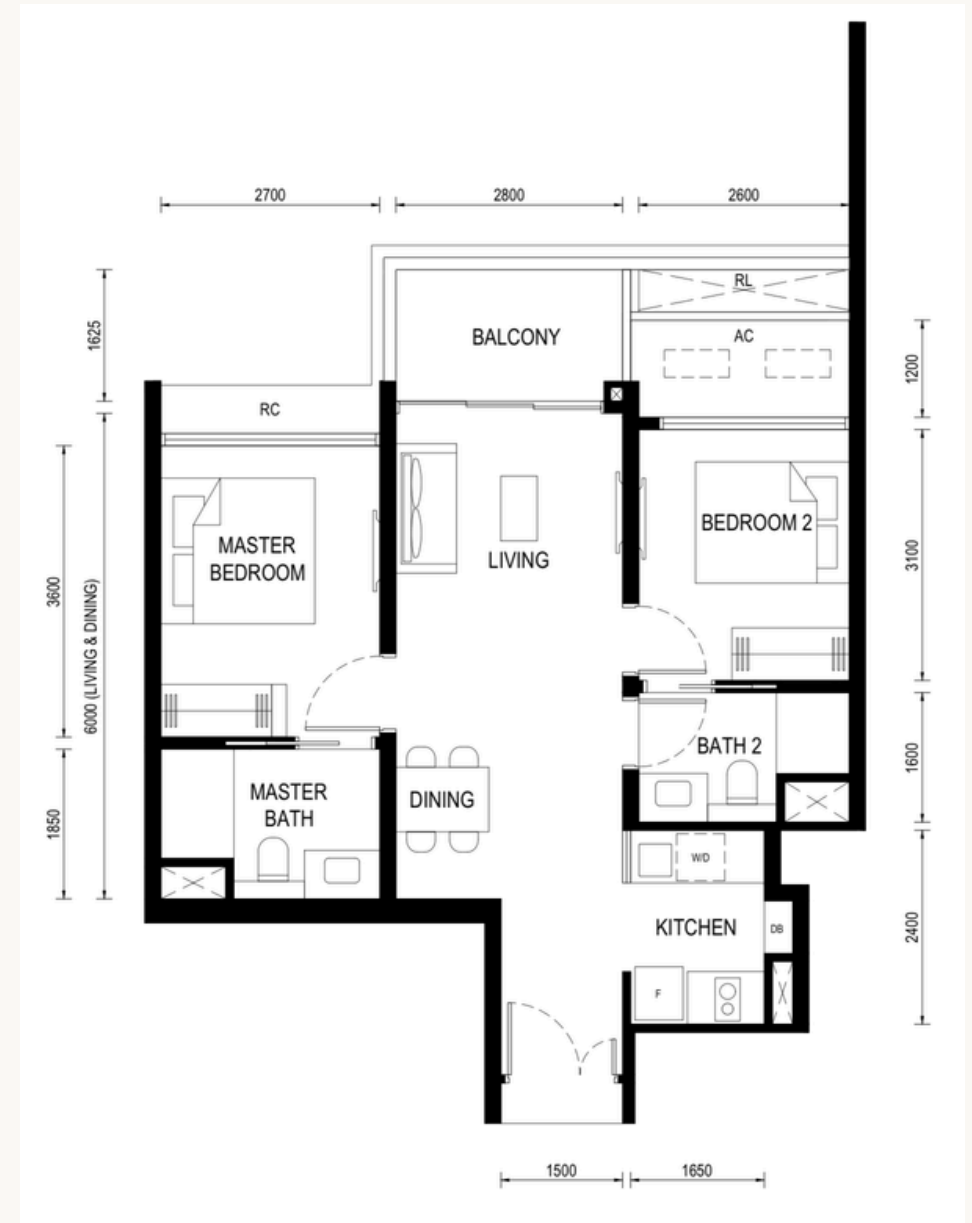 2700
2800
2600
1625
RL
BALCONY
AC
1200
RC
MASTER
BEDROOM
LIVING
BEDROOM 2
3600
6000 (LIVING & DINING)
3100
MASTER
BATH
DINING
BATH 2
1850
1600
W/D
KITCHEN
DB
2400
F
1500
1650